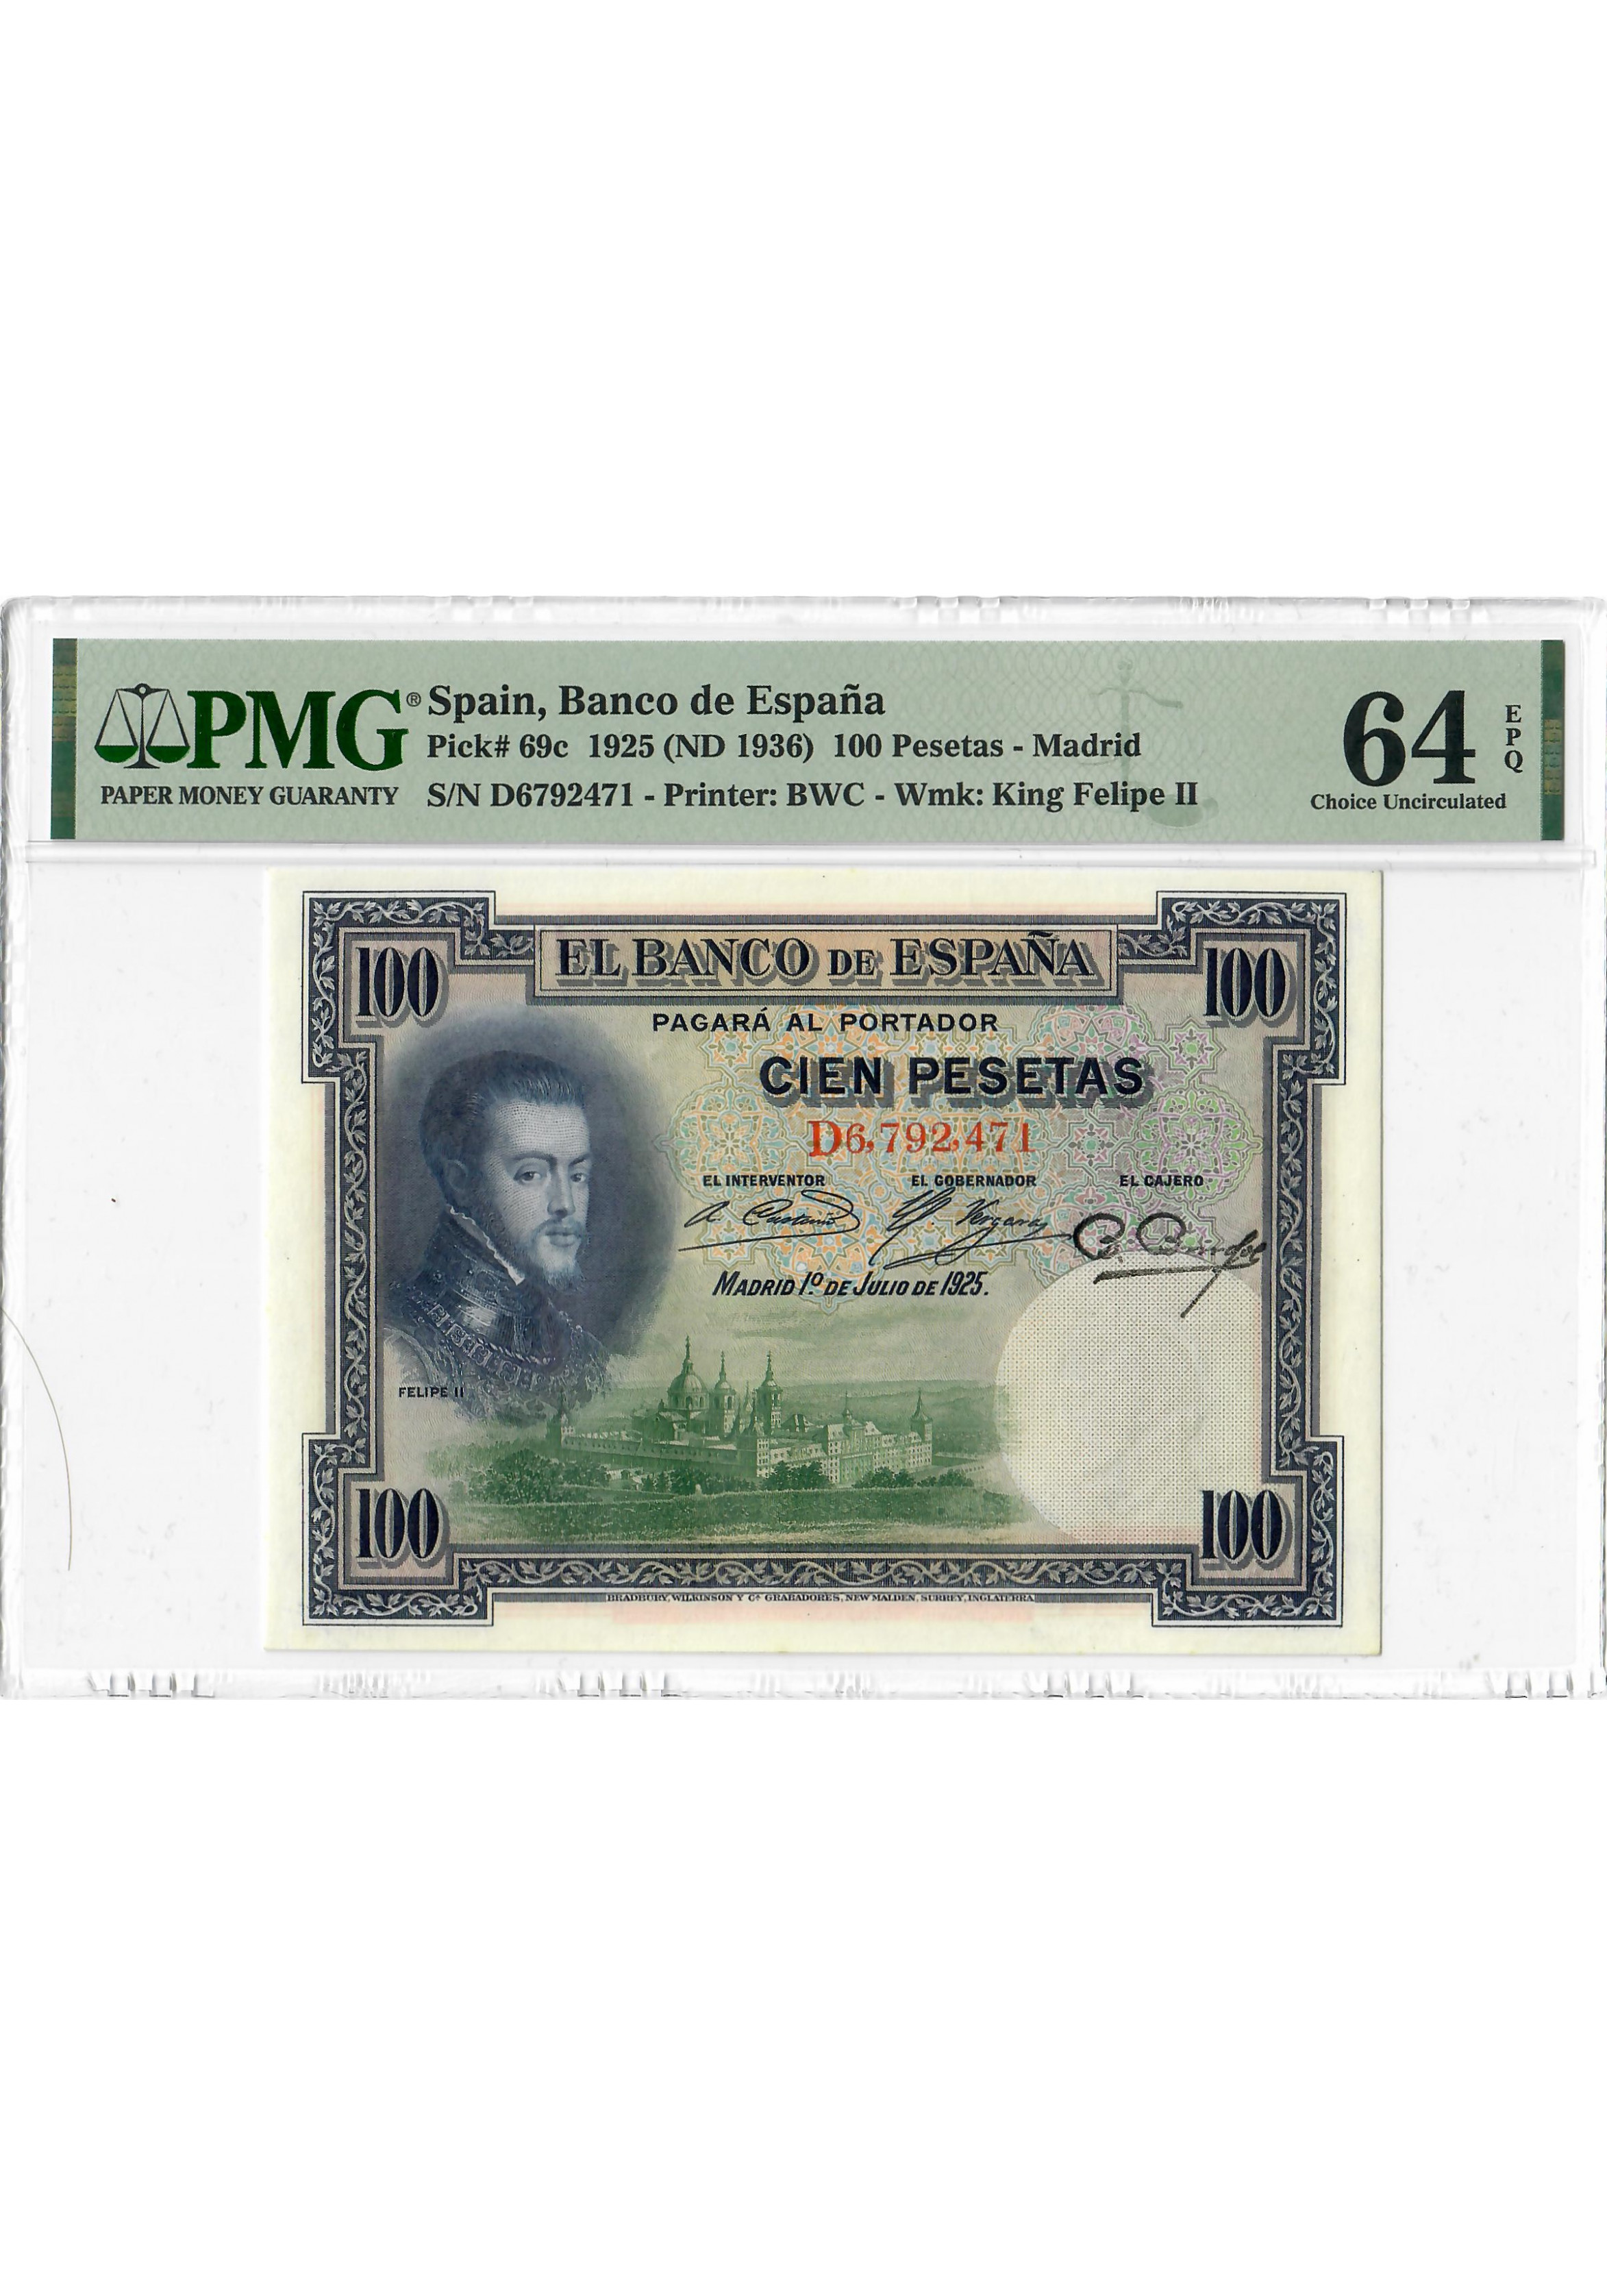 PMG®
PAPER MONEY GUARANTY
Spain, Banco de España
Pick# 69c 1925 (ND 1936) 100 Pesetas - Madrid
S/N D6792471 - Printer: BWC - Wmk: King Felipe II
64
EPQ
Choice Uncirculated
100
EL BANCO DE ESPAÑA
100
PAGARÁ AL PORTADOR
CIEN PESETAS
D6,792,471
EL INTERVENTOR EL GOBERNADOR EL CAJERO
MADRID 1º DE JULIO DE 1925.
FELIPE II
100
100
BRADBURY, WILKINSON Y Cª GRABADORES, NEW MALDEN, SURREY, INGLATERRA